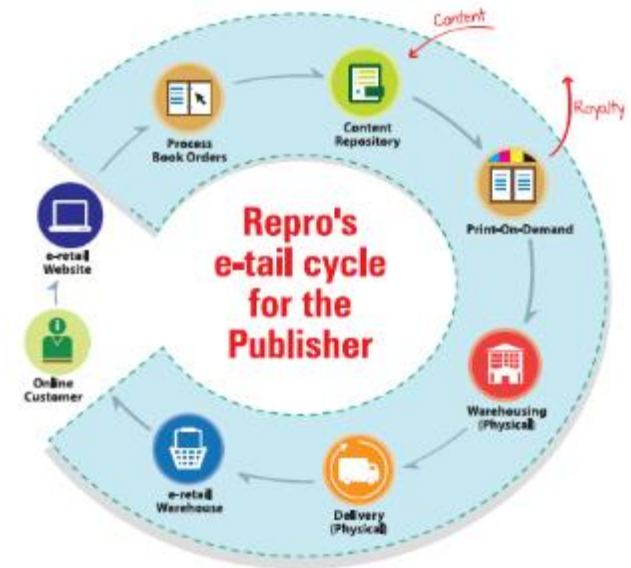 Content
Royalty
Process
Book Orders
Content
Repository
Print-On-Demand
e-retail
Website
Repro's
e-tail cycle
for the
Publisher
Online
Customer
Warehousing
(Physical)
e-retail
Warehouse
Delivery
(Physical)